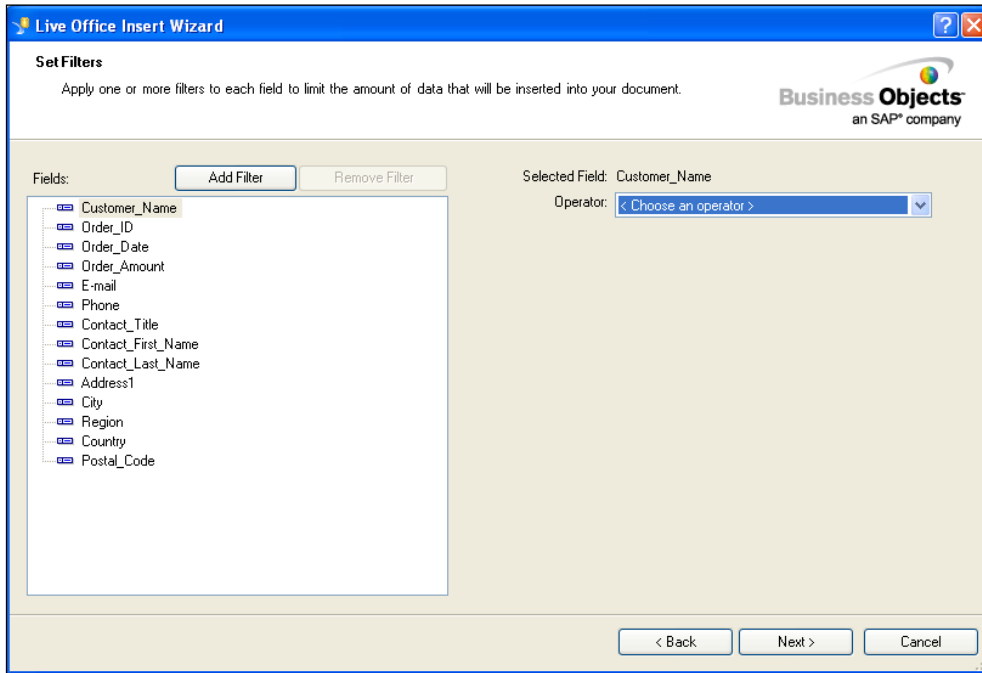 Live Office Insert Wizard
Set Filters
Apply one or more filters to each field to limit the amount of data that will be inserted into your document.
Business Objects
an SAP® company
Fields:
Add Filter
Remove Filter
Selected Field: Customer_Name
Operator: < Choose an operator >
Customer_Name
Order_ID
Order_Date
Order_Amount
E-mail
Phone
Contact_Title
Contact_First_Name
Contact_Last_Name
Address1
City
Region
Country
Postal_Code
< Back
Next >
Cancel